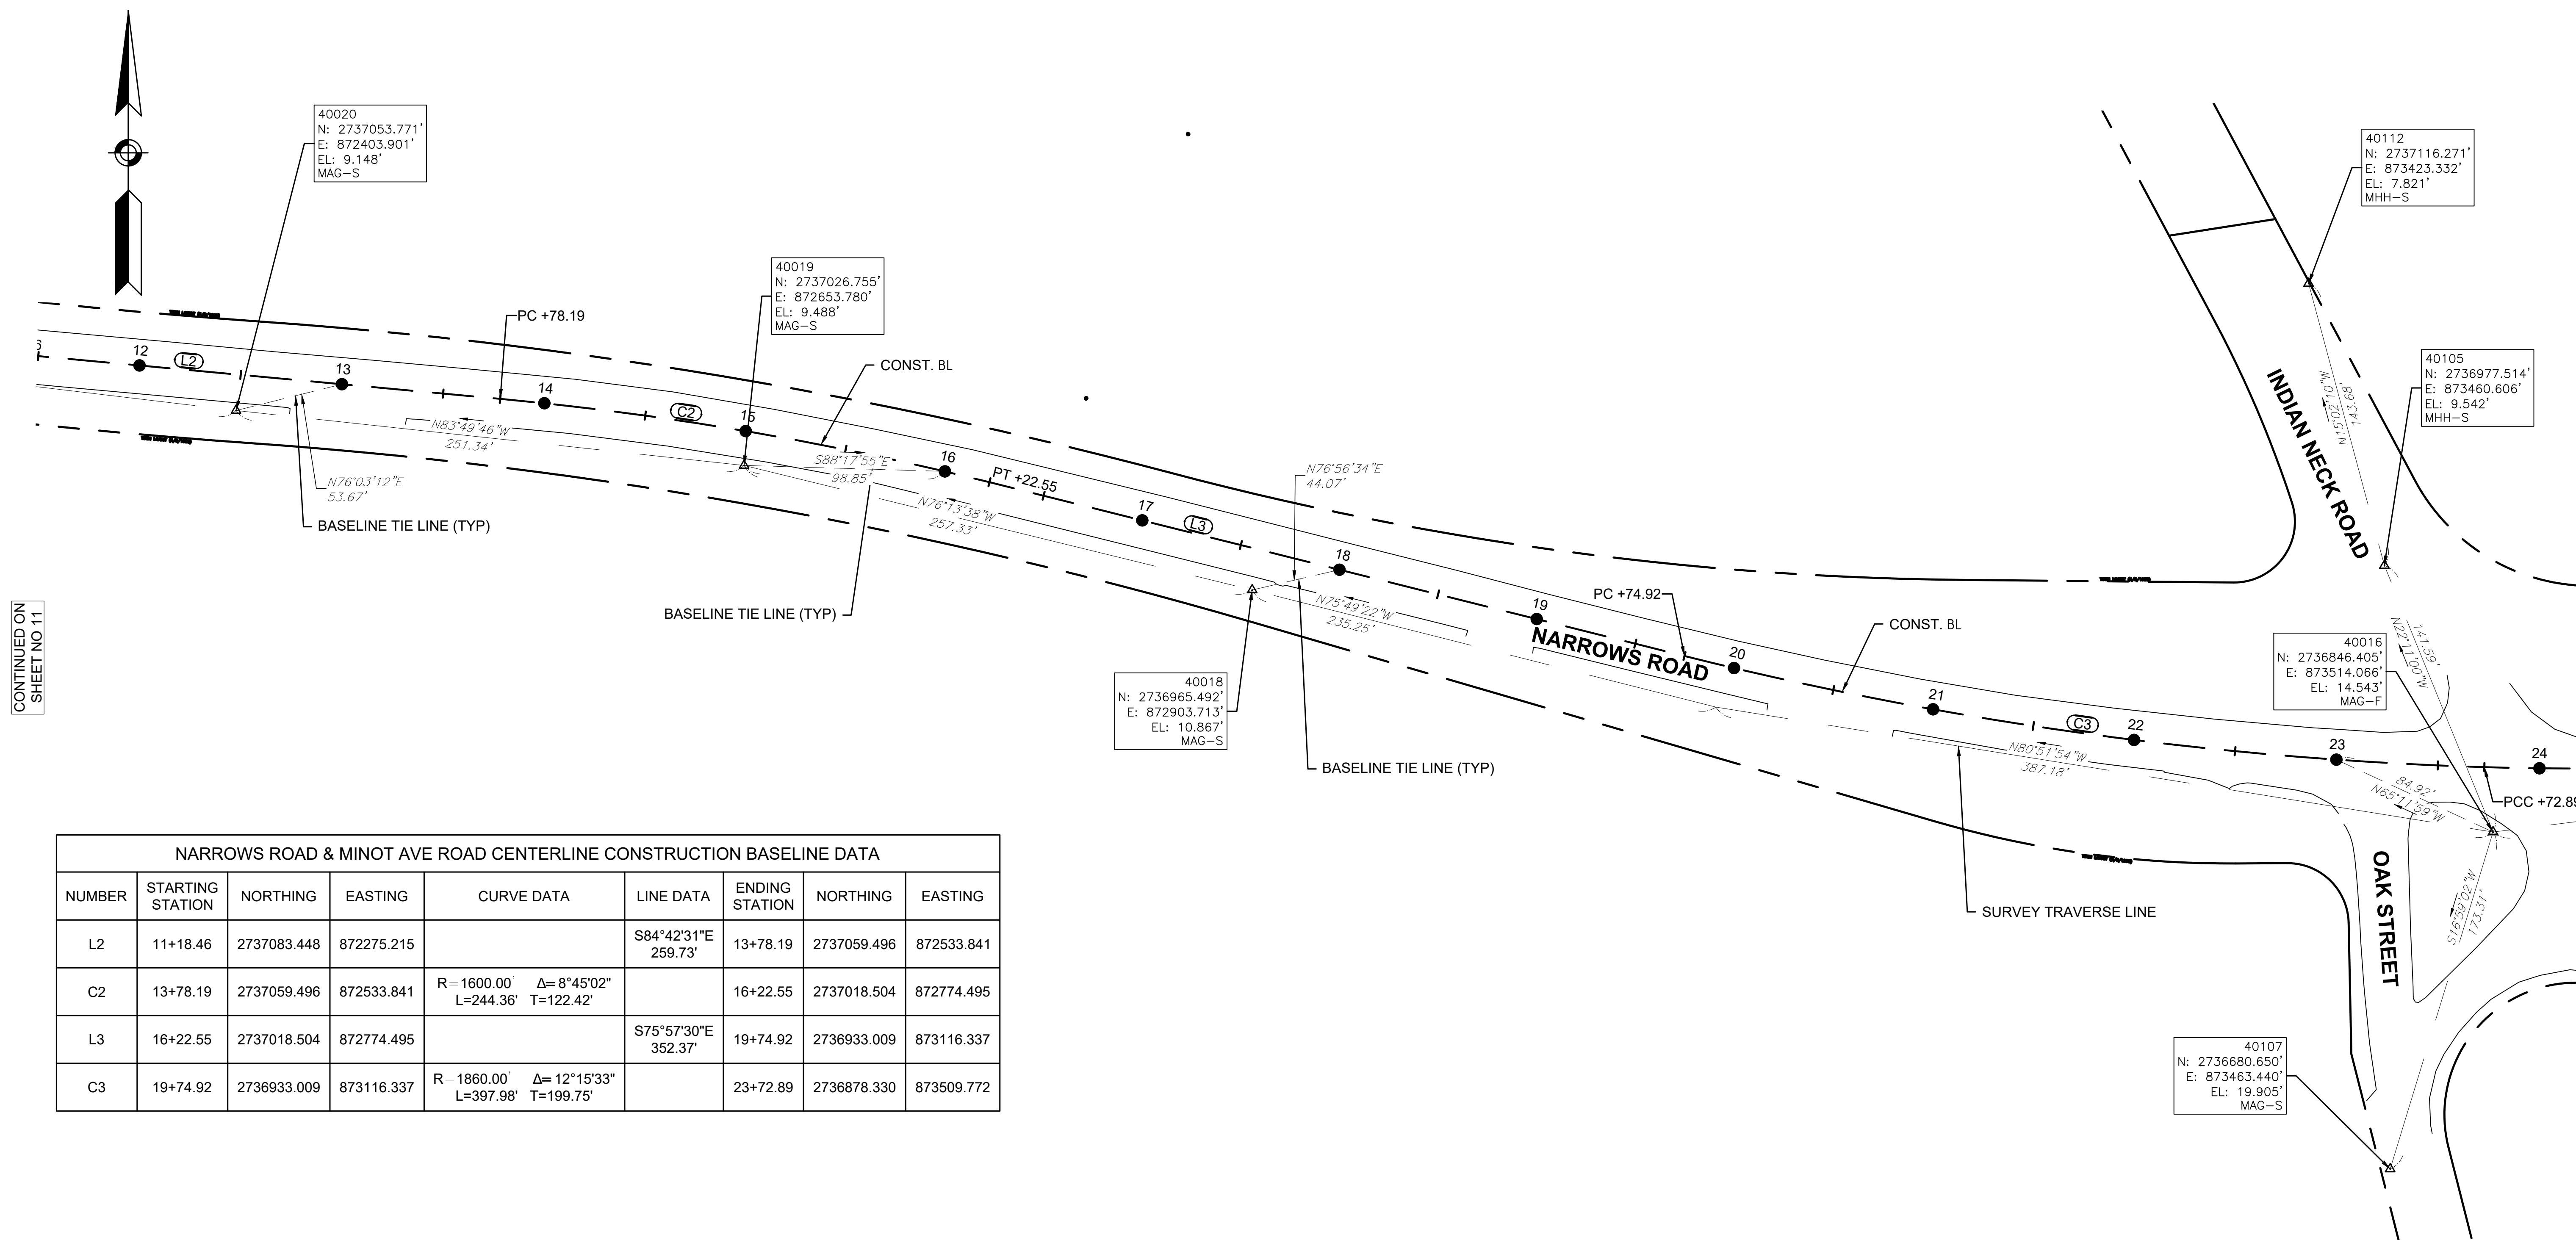 40020
N: 2737053.771'
E: 872403.901'
EL: 9.148'
MAG-S
40112
N: 2737116.271'
E: 873423.332'
EL: 7.821'
MHH-S
40019
N: 2737026.755'
E: 872653.780'
EL: 9.488'
MAG-S
PC +78.19
12
L2
13
14
C2
15
CONST. BL
40105
N: 2736977.514'
E: 873460.606'
EL: 9.542'
MHH-S
N15°02'10"W
143.68'
INDIAN NECK ROAD
N83°49'46"W
251.34'
S88°17'55"E
98.85'
16
PT +22.55
N76°56'34"E
44.07'
N76°03'12"E
53.67'
BASELINE TIE LINE (TYP)
N76°13'38"W
257.33'
17
L3
18
BASELINE TIE LINE (TYP)
N75°49'22"W
235.25'
PC +74.92
19
NARROWS ROAD
20
CONST. BL
CONTINUED ON
SHEET NO 11
40018
N: 2736965.492'
E: 872903.713'
EL: 10.867'
MAG-S
40016
N: 2736846.405'
E: 873514.066'
EL: 14.543'
MAG-F
141.59'
N22°11'00"W
21
C3
22
23
24
BASELINE TIE LINE (TYP)
N80°51'54"W
387.18'
84.92'
N65°11'59"W
PCC +72.89
SURVEY TRAVERSE LINE
OAK STREET
S16°59'02"W
173.31'
40107
N: 2736680.650'
E: 873463.440'
EL: 19.905'
MAG-S
NARROWS ROAD & MINOT AVE ROAD CENTERLINE CONSTRUCTION BASELINE DATA
NUMBER STARTING STATION NORTHING EASTING CURVE DATA LINE DATA ENDING STATION NORTHING EASTING
L2 11+18.46 2737083.448 872275.215 S84°42'31"E 259.73' 13+78.19 2737059.496 872533.841
C2 13+78.19 2737059.496 872533.841 R=1600.00' Δ=8°45'02" L=244.36' T=122.42' 16+22.55 2737018.504 872774.495
L3 16+22.55 2737018.504 872774.495 S75°57'30"E 352.37' 19+74.92 2736933.009 873116.337
C3 19+74.92 2736933.009 873116.337 R=1860.00' Δ=12°15'33" L=397.98' T=199.75' 23+72.89 2736878.330 873509.772